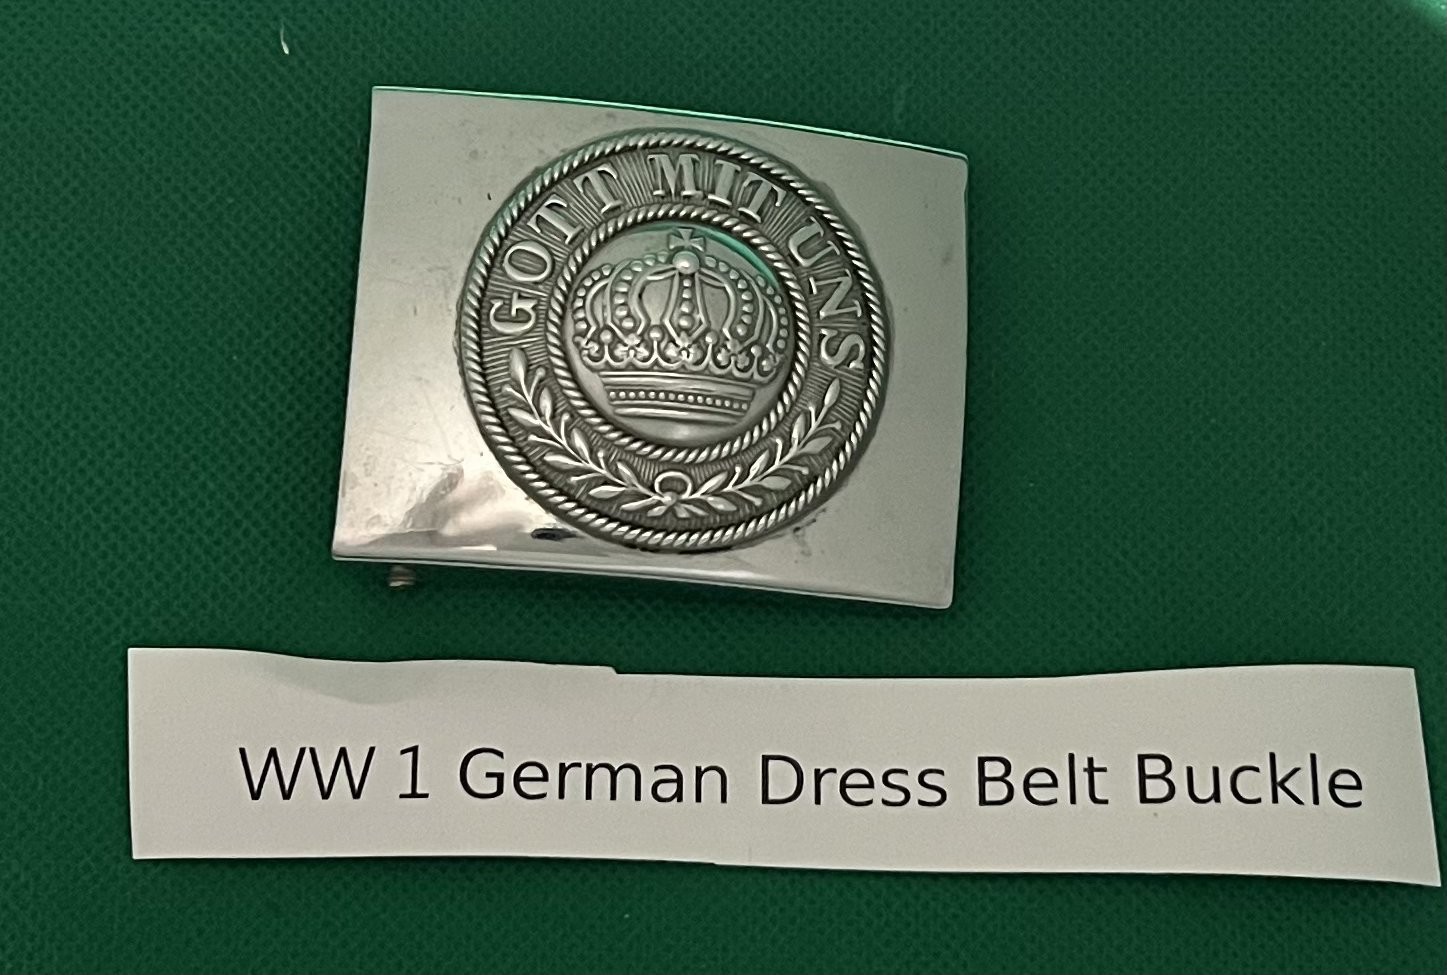 GOTT MIT UNS
WW 1 German Dress Belt Buckle